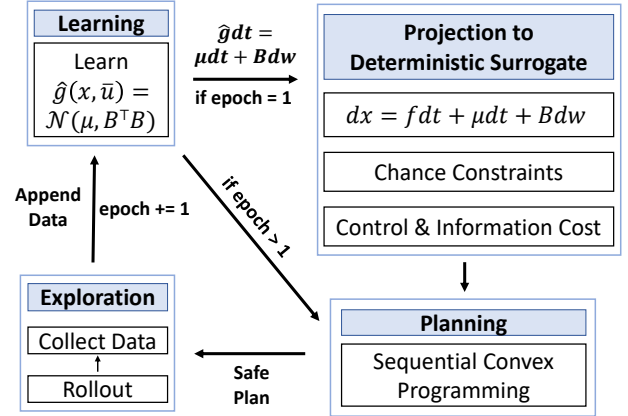 Learning
Learn
ĝ(x, ū) =
𝒩(μ, B⊤B)
ĝdt =
μdt + Bdw
if epoch = 1
Projection to
Deterministic Surrogate
dx = fdt + μdt + Bdw
Chance Constraints
Control & Information Cost
if epoch > 1
Append
Data
epoch += 1
Exploration
Collect Data
Rollout
Safe
Plan
Planning
Sequential Convex
Programming